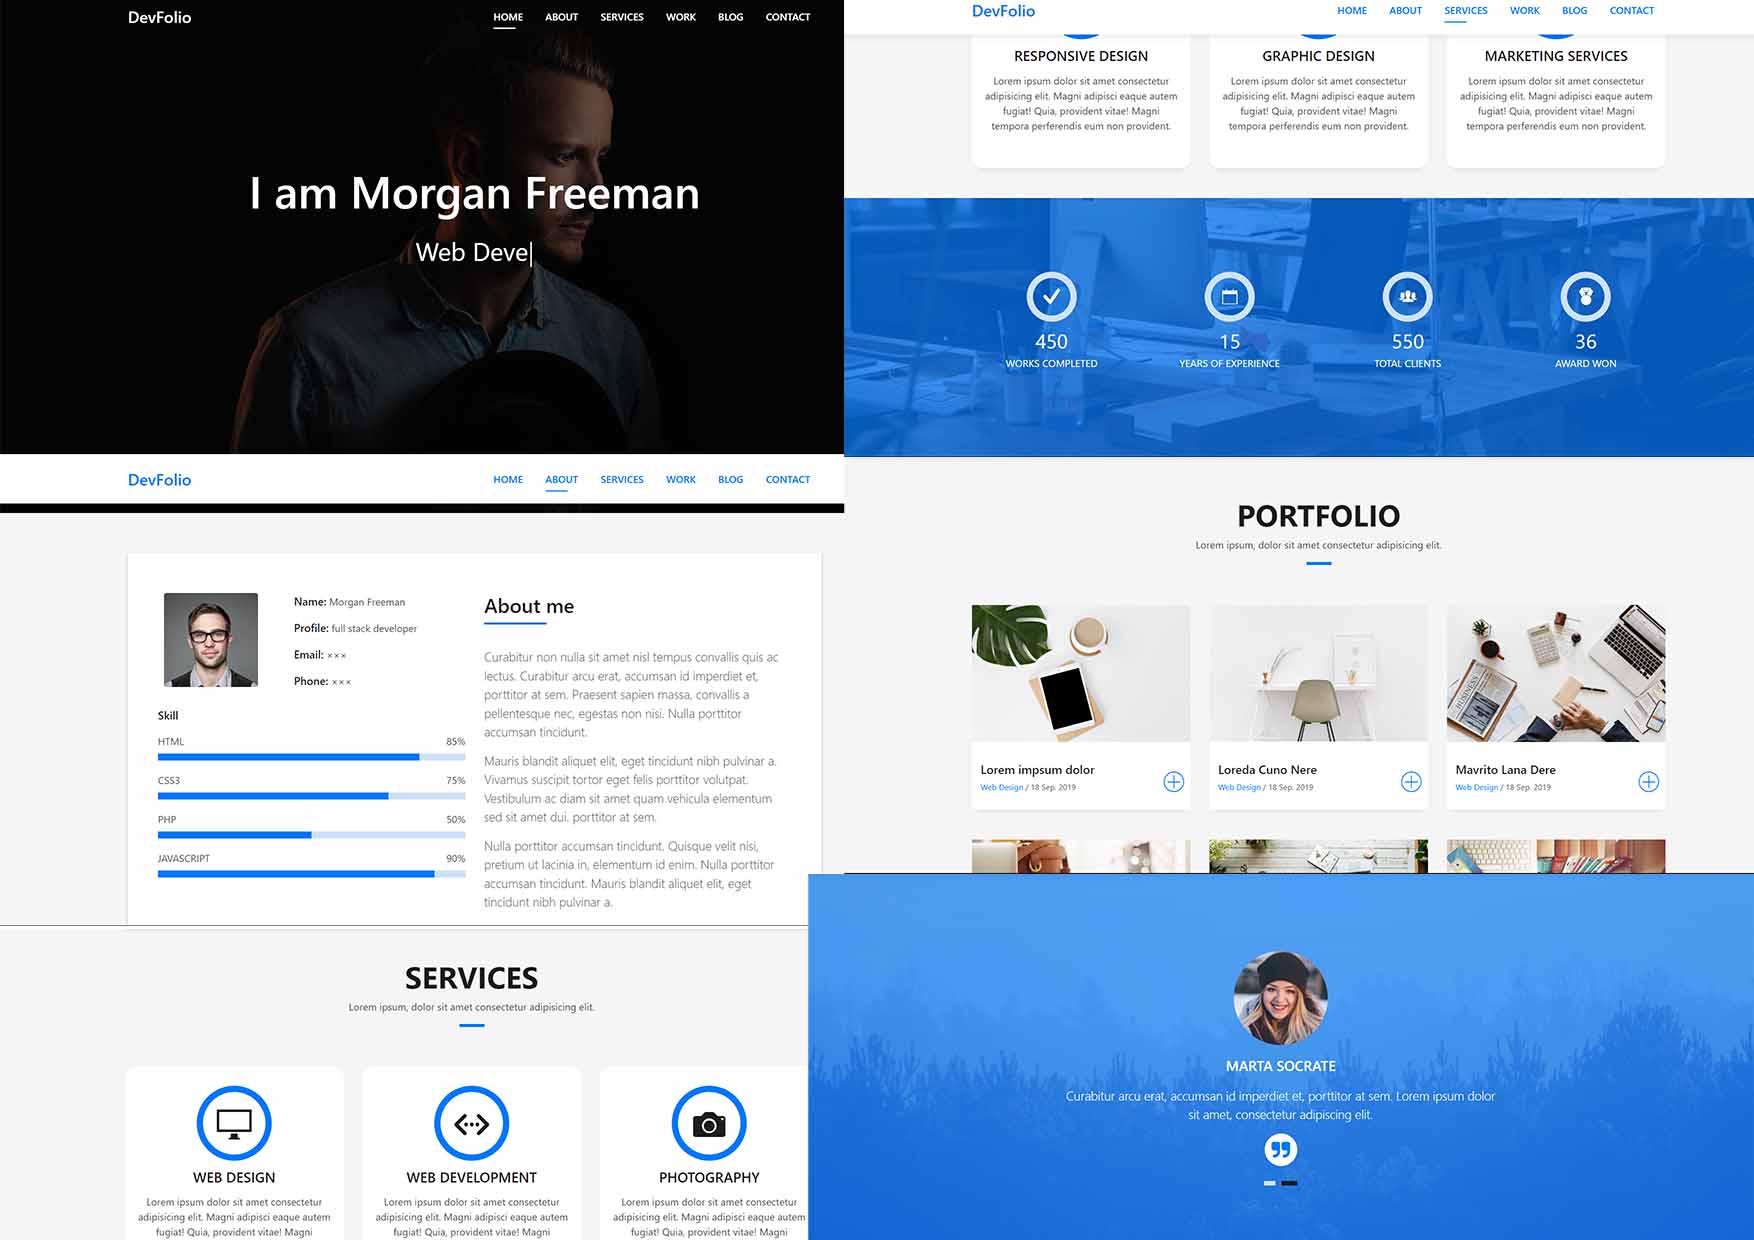 DevFolio
HOME ABOUT SERVICES WORK BLOG CONTACT
I am Morgan Freeman
Web Deve|
DevFolio
HOME ABOUT SERVICES WORK BLOG CONTACT
Name: Morgan Freeman
Profile: full stack developer
Email: ×××
Phone: ×××
Skill
HTML 85%
CSS3 75%
PHP 50%
JAVASCRIPT 90%
About me
Curabitur non nulla sit amet nisl tempus convallis quis ac
lectus. Curabitur arcu erat, accumsan id imperdiet et,
porttitor at sem. Praesent sapien massa, convallis a
pellentesque nec, egestas non nisi. Nulla porttitor
accumsan tincidunt.
Mauris blandit aliquet elit, eget tincidunt nibh pulvinar a.
Vivamus suscipit tortor eget felis porttitor volutpat.
Vestibulum ac diam sit amet quam vehicula elementum
sed sit amet dui. porttitor at sem.
Nulla porttitor accumsan tincidunt. Quisque velit nisi,
pretium ut lacinia in, elementum id enim. Nulla porttitor
accumsan tincidunt. Mauris blandit aliquet elit, eget
tincidunt nibh pulvinar a.
SERVICES
Lorem ipsum, dolor sit amet consectetur adipisicing elit.
WEB DESIGN
Lorem ipsum dolor sit amet consectetur
adipisicing elit. Magni adipisci eaque autem
fugiat! Quia, provident vitae! Magni
WEB DEVELOPMENT
Lorem ipsum dolor sit amet consectetur
adipisicing elit. Magni adipisci eaque autem
fugiat! Quia, provident vitae! Magni
PHOTOGRAPHY
Lorem ipsum dolor sit amet consectetur
adipisicing elit. Magni adipisci eaque autem
fugiat! Quia, provident vitae! Magni
DevFolio
HOME ABOUT SERVICES WORK BLOG CONTACT
RESPONSIVE DESIGN
Lorem ipsum dolor sit amet consectetur
adipisicing elit. Magni adipisci eaque autem
fugiat! Quia, provident vitae! Magni
tempora perferendis eum non provident.
GRAPHIC DESIGN
Lorem ipsum dolor sit amet consectetur
adipisicing elit. Magni adipisci eaque autem
fugiat! Quia, provident vitae! Magni
tempora perferendis eum non provident.
MARKETING SERVICES
Lorem ipsum dolor sit amet consectetur
adipisicing elit. Magni adipisci eaque autem
fugiat! Quia, provident vitae! Magni
tempora perferendis eum non provident.
450
WORKS COMPLETED
15
YEARS OF EXPERIENCE
550
TOTAL CLIENTS
36
AWARD WON
PORTFOLIO
Lorem ipsum, dolor sit amet consectetur adipisicing elit.
BUSINESS
Lorem impsum dolor
Web Design / 18 Sep. 2019
Loreda Cuno Nere
Web Design / 18 Sep. 2019
Mavrito Lana Dere
Web Design / 18 Sep. 2019
MARTA SOCRATE
Curabitur arcu erat, accumsan id imperdiet et, porttitor at sem. Lorem ipsum dolor
sit amet, consectetur adipiscing elit.